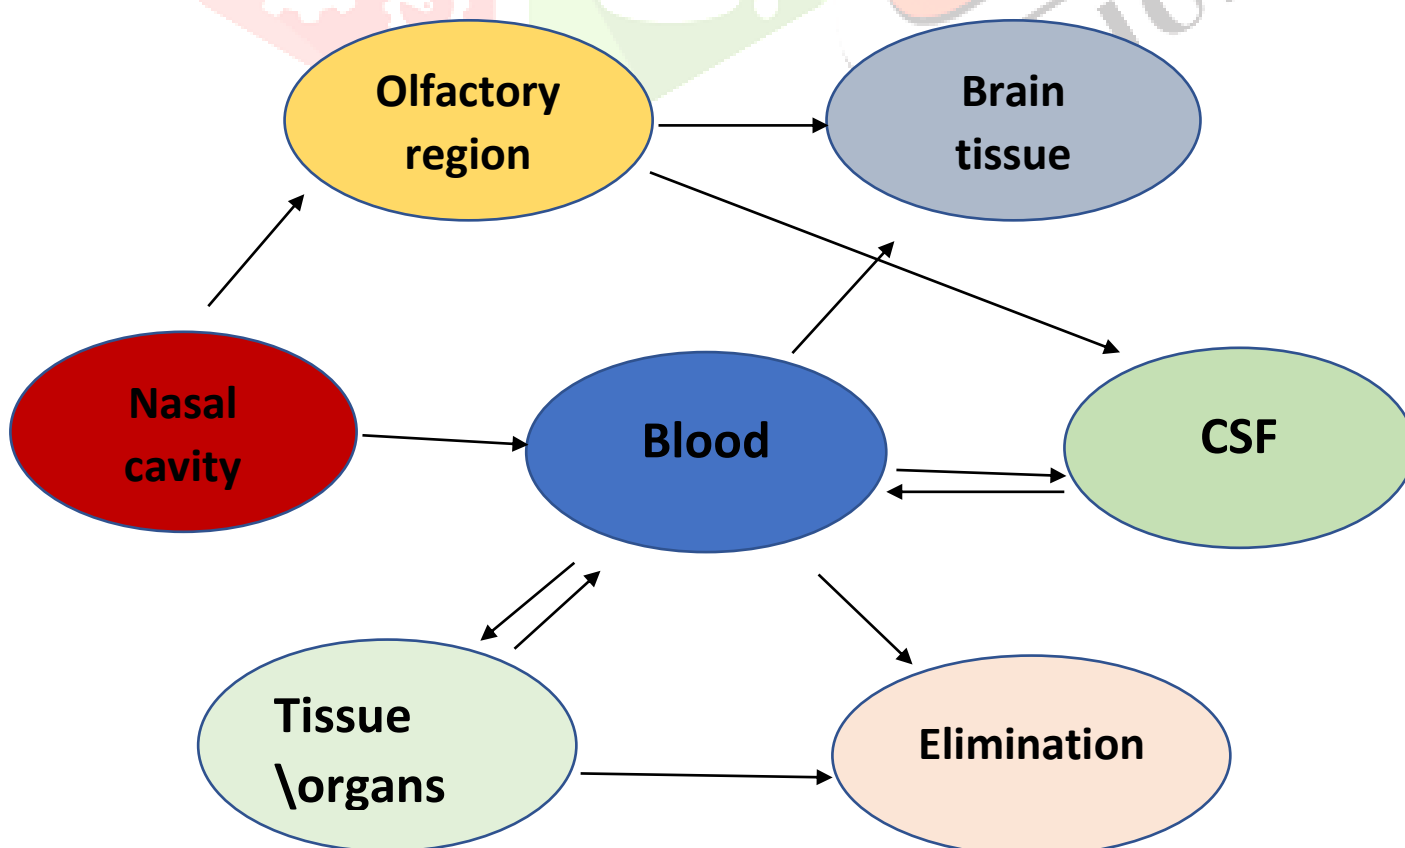 Olfactory
region
Brain
tissue
Nasal
cavity
Blood
CSF
Tissue
\organs
Elimination